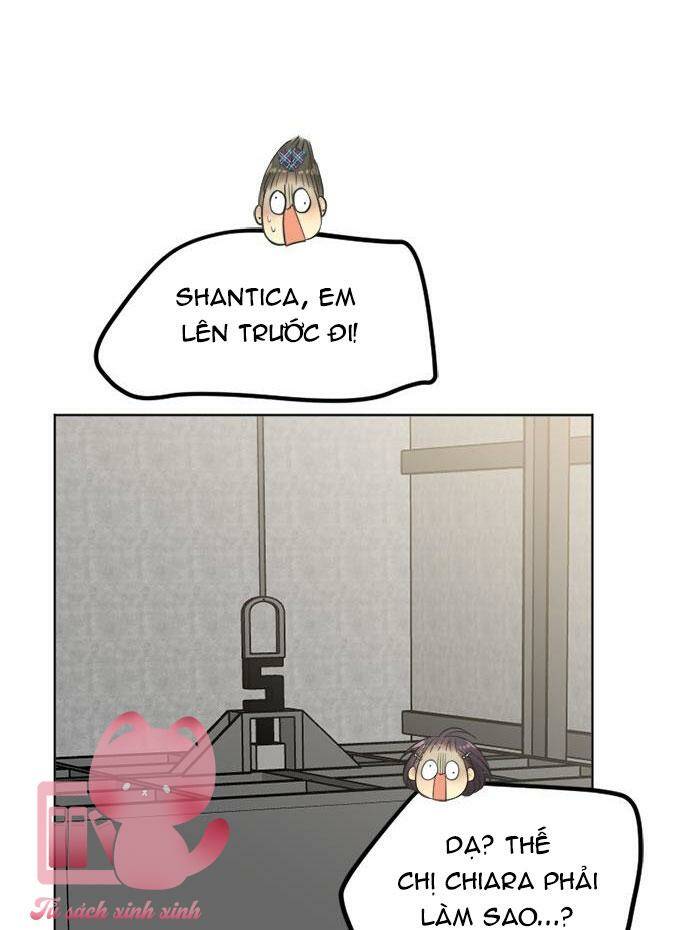 SHANTICA, EM
LÊN TRƯỚC ĐI!
DẠ? THẾ
CHỊ CHIARA PHẢI
LÀM SAO...?
Tủ sách xinh xinh